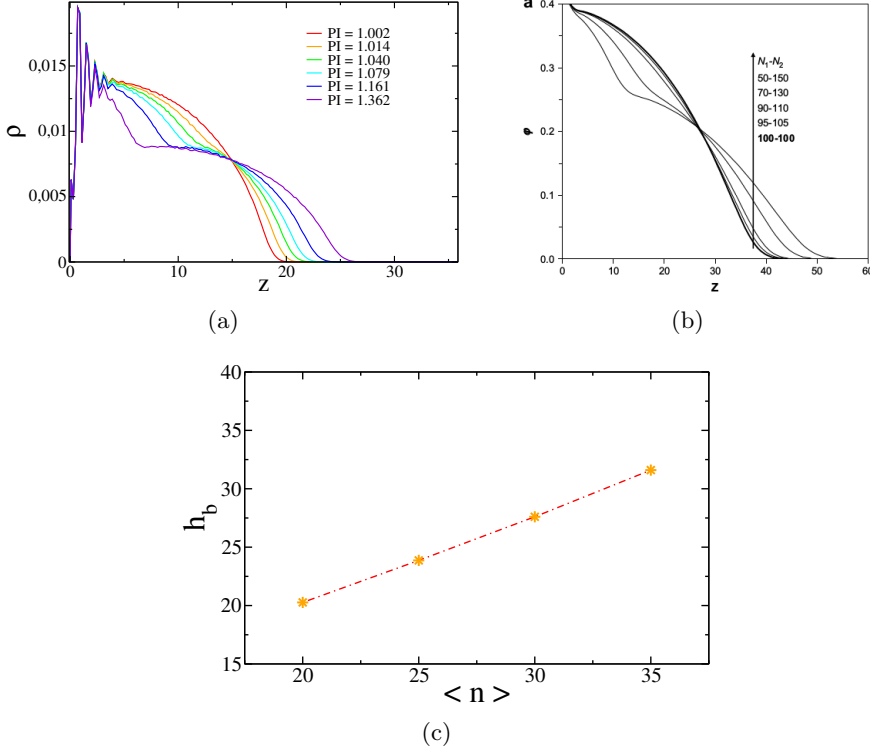 PI = 1.002
PI = 1.014
PI = 1.040
PI = 1.079
PI = 1.161
PI = 1.362
0,015
0,01
0,005
0
ρ
0 10 20 30
z
(a)
a
0.4
0.3
0.2
0.1
0.0
φ
N₁-N₂
50-150
70-130
90-110
95-105
100-100
0 10 20 30 40 50 60
z
(b)
40
35
30
25
20
15
h_b
20 25 30 35
< n >
(c)